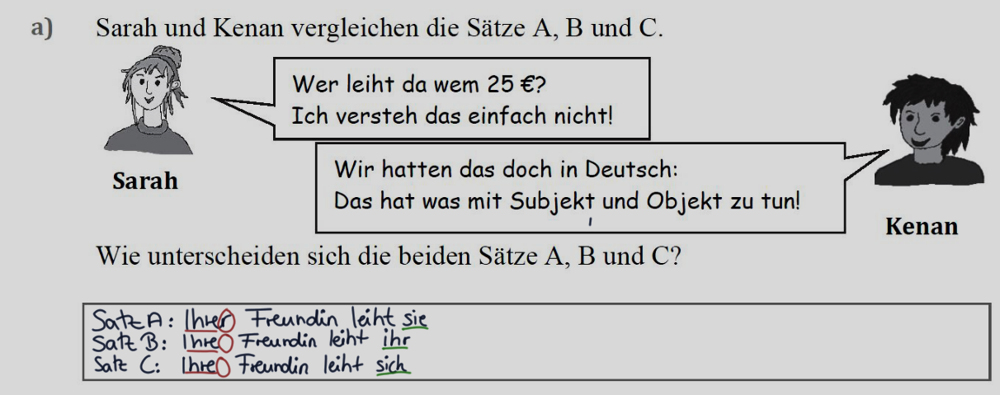 a) Sarah und Kenan vergleichen die Sätze A, B und C.
Wer leiht da wem 25 €?
Ich versteh das einfach nicht!
Sarah
Wir hatten das doch in Deutsch:
Das hat was mit Subjekt und Objekt zu tun!
Kenan
Wie unterscheiden sich die beiden Sätze A, B und C?
Satz A: Ihrer Freundin leiht sie
Satz B: Ihre Freundin leiht ihr
Satz C: Ihre Freundin leiht sich